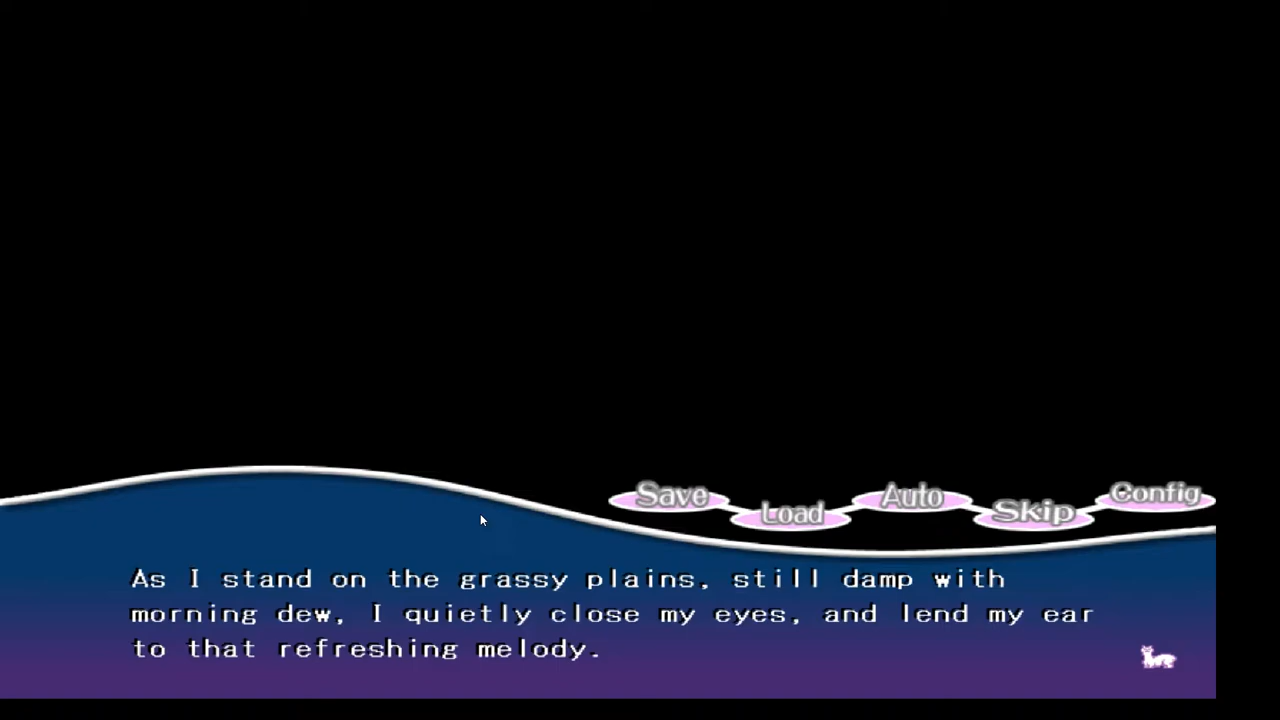 Save
Load
Auto
Skip
Config
As I stand on the grassy plains, still damp with
morning dew, I quietly close my eyes, and lend my ear
to that refreshing melody.